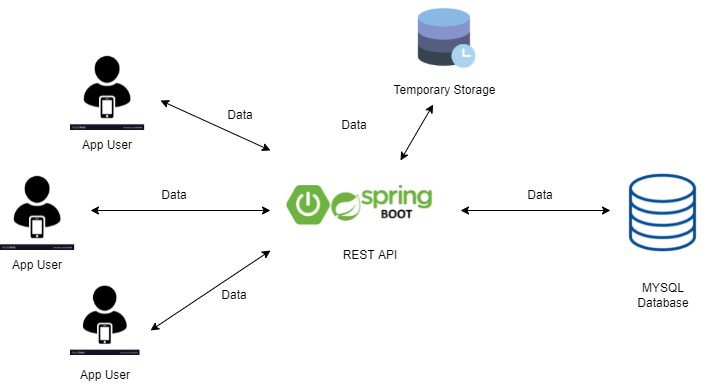 Temporary Storage
Data
Data
App User
Data
Data
spring
BOOT
App User
REST API
MYSQL
Database
Data
App User